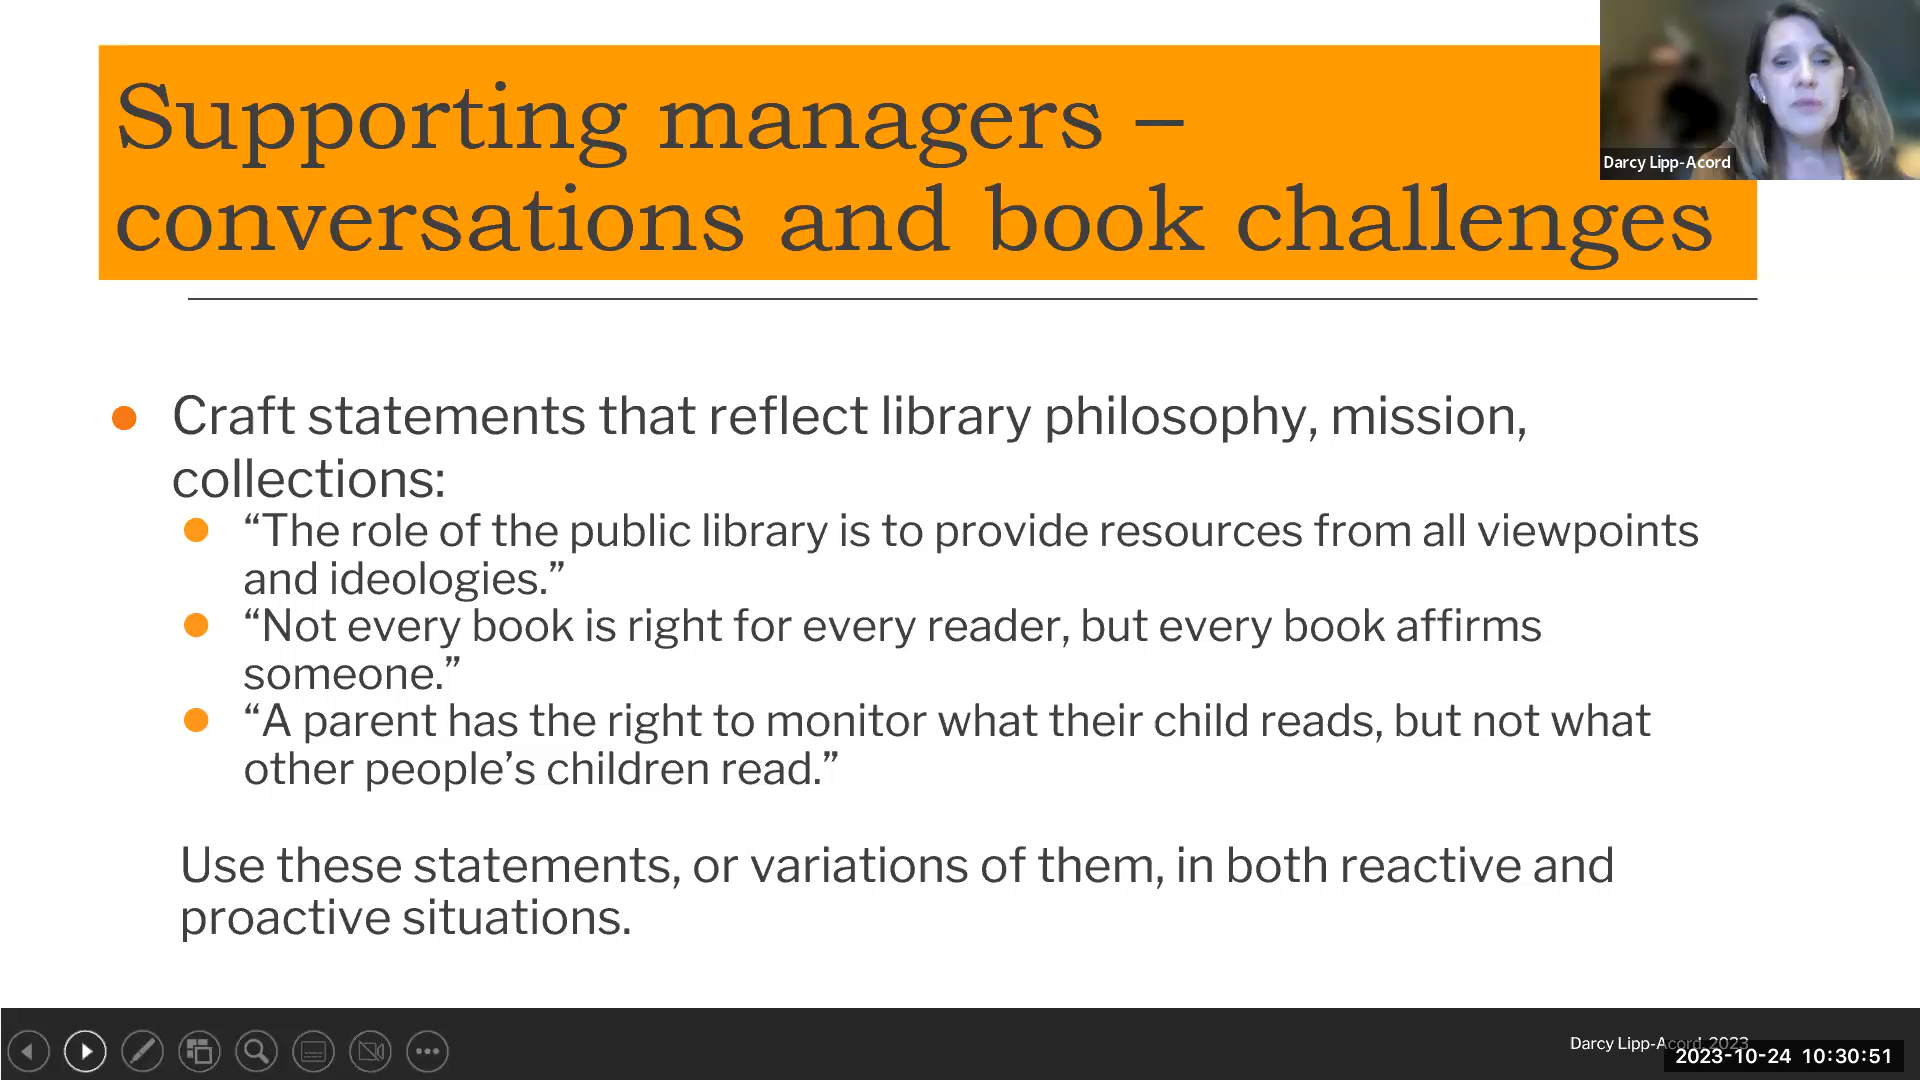 Supporting managers –
conversations and book challenges
Darcy Lipp-Acord
Craft statements that reflect library philosophy, mission,
collections:
“The role of the public library is to provide resources from all viewpoints
and ideologies.”
“Not every book is right for every reader, but every book affirms
someone.”
“A parent has the right to monitor what their child reads, but not what
other people’s children read.”
Use these statements, or variations of them, in both reactive and
proactive situations.
Darcy Lipp-Acord, 2023
2023-10-24 10:30:51